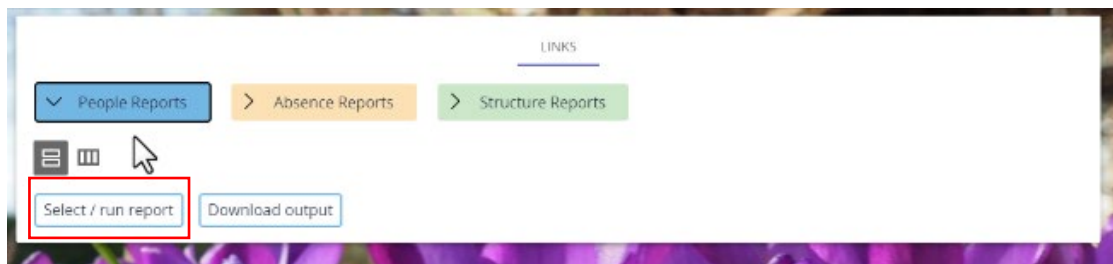 LINKS
People Reports
Absence Reports
Structure Reports
Select / run report
Download output